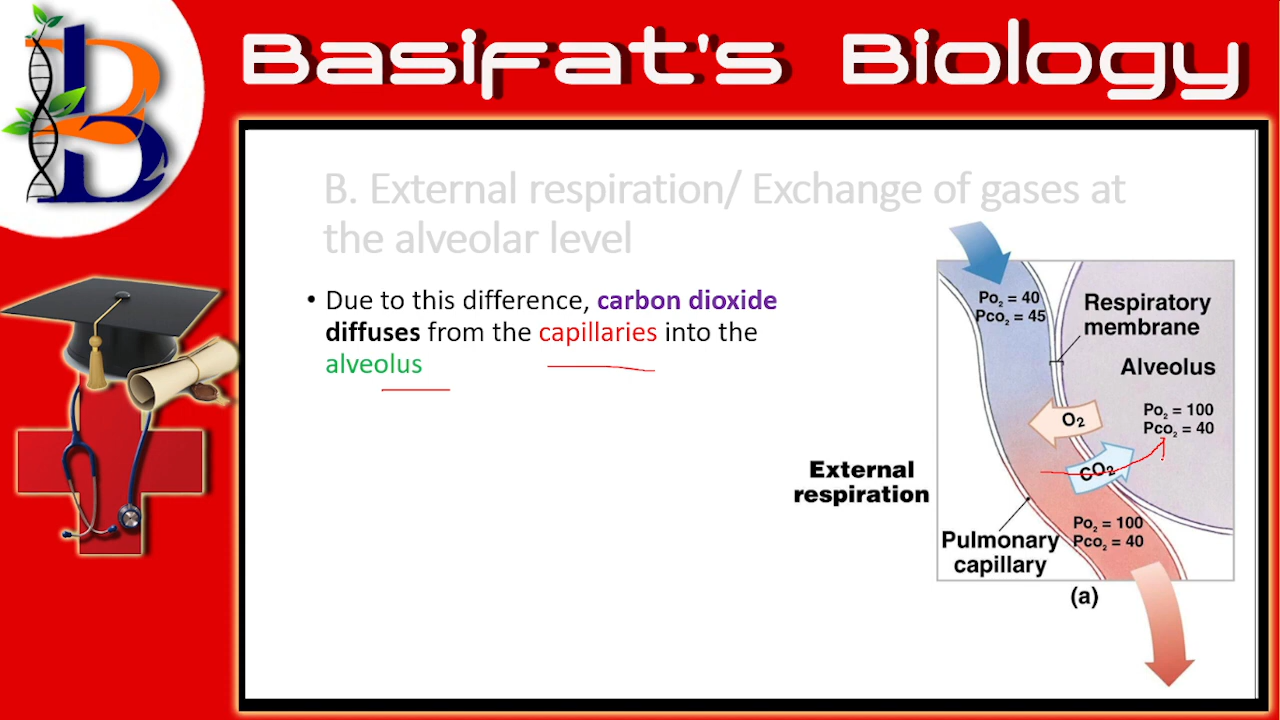 Basifat's Biology
B
B. External respiration/ Exchange of gases at
the alveolar level
• Due to this difference, carbon dioxide
diffuses from the capillaries into the
alveolus
Po₂ = 40
Pco₂ = 45
Respiratory
membrane
Alveolus
Po₂ = 100
Pco₂ = 40
O₂
CO₂
External
respiration
Po₂ = 100
Pco₂ = 40
Pulmonary
capillary
(a)